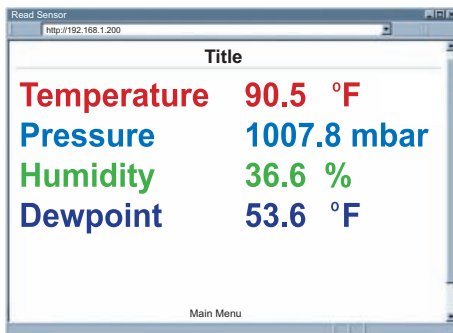 Read Sensor
http://192.168.1.200
Title
Temperature 90.5 °F
Pressure 1007.8 mbar
Humidity 36.6 %
Dewpoint 53.6 °F
Main Menu